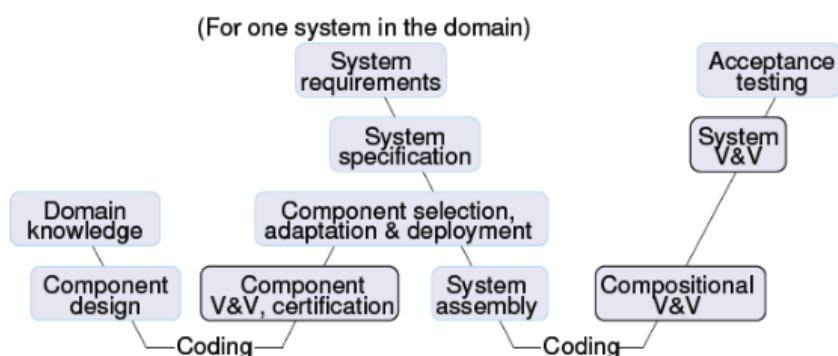 (For one system in the domain)
System
requirements
Acceptance
testing
System
specification
System
V&V
Domain
knowledge
Component selection,
adaptation & deployment
Component
design
Component
V&V, certification
System
assembly
Compositional
V&V
Coding
Coding